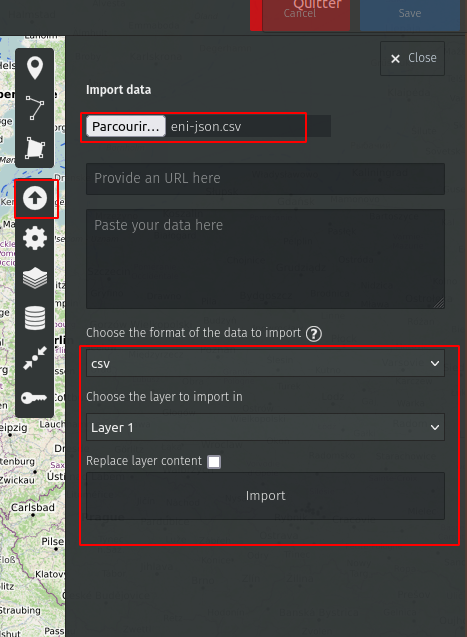 Quitter
Cancel
Save
Close
Import data
Parcourir... eni-json.csv
Provide an URL here
Paste your data here
Choose the format of the data to import ?
csv
Choose the layer to import in
Layer 1
Replace layer content
Import
eipzig
Zwickau
Carlsbad
Pilsen
Klatov
Straubing